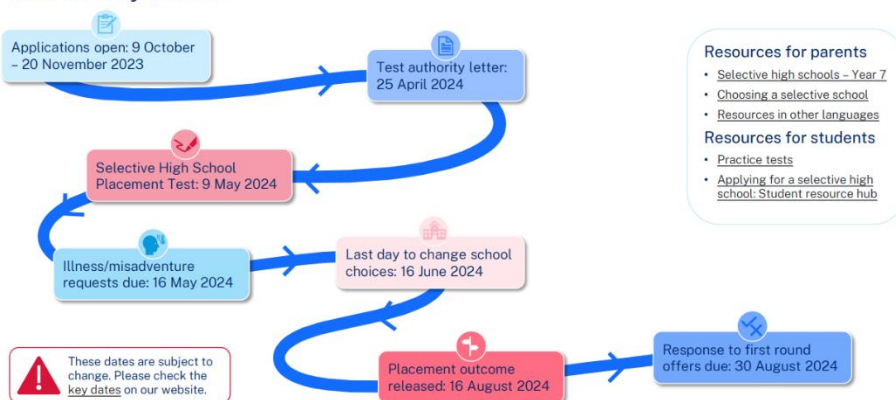 Applications open: 9 October
– 20 November 2023
Test authority letter:
25 April 2024
Selective High School
Placement Test: 9 May 2024
Illness/misadventure
requests due: 16 May 2024
Last day to change school
choices: 16 June 2024
Placement outcome
released: 16 August 2024
Response to first round
offers due: 30 August 2024
These dates are subject to
change. Please check the
key dates on our website.
Resources for parents
• Selective high schools – Year 7
• Choosing a selective school
• Resources in other languages
Resources for students
• Practice tests
• Applying for a selective high
school: Student resource hub